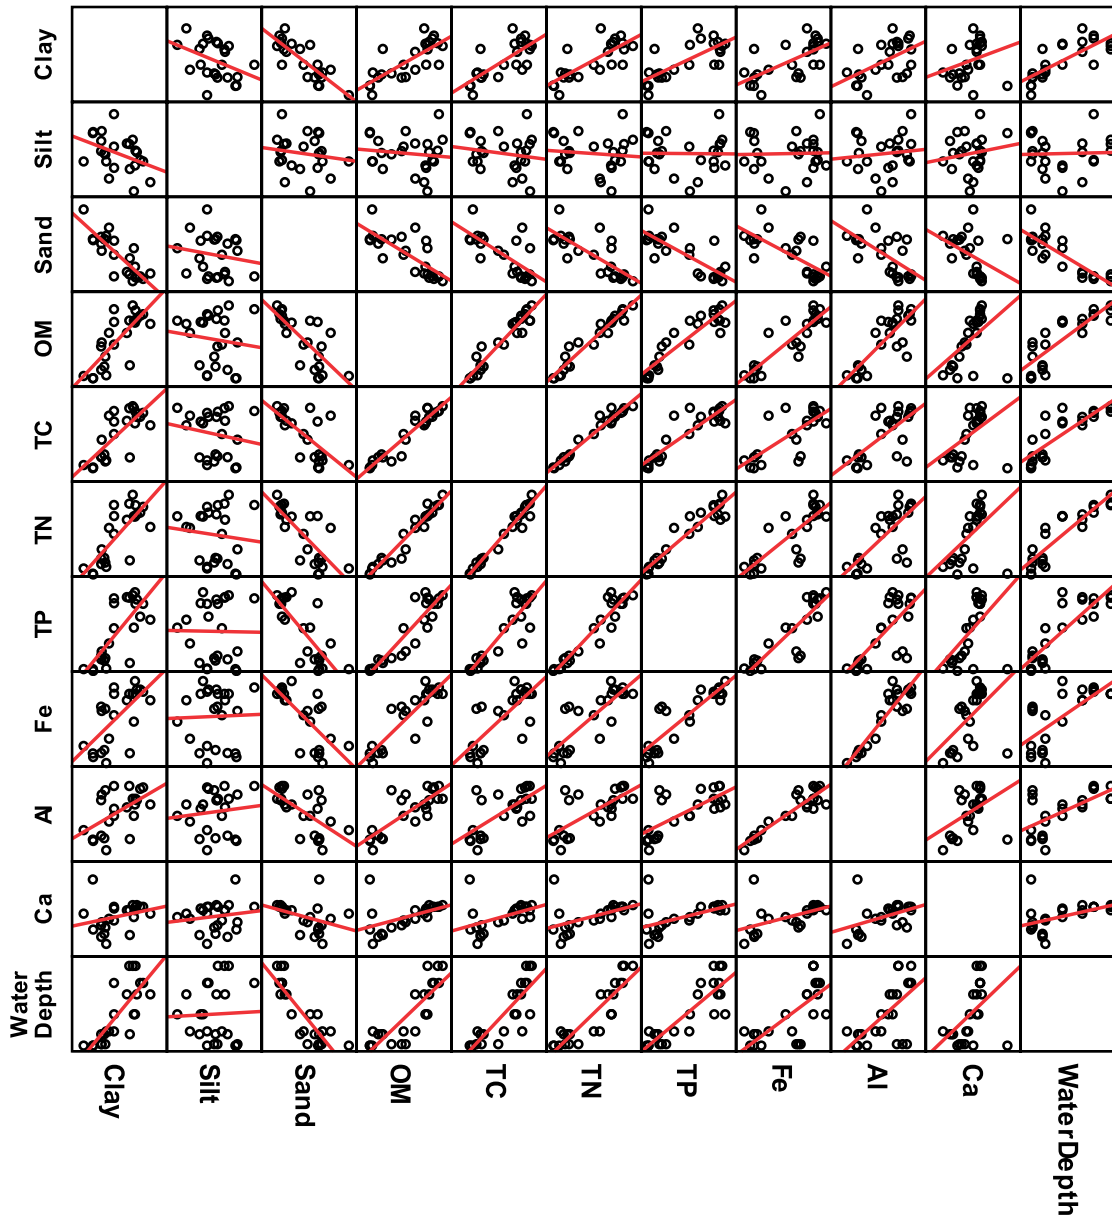 Clay
Silt
Sand
OM
TC
TN
TP
Fe
Al
Ca
Water
Depth
Clay
Silt
Sand
OM
TC
TN
TP
Fe
Al
Ca
WaterDepth